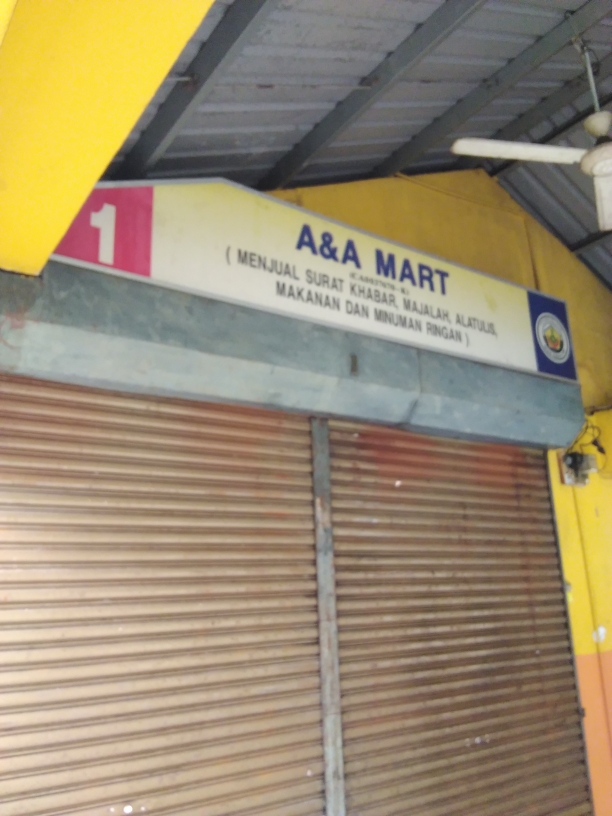 1
A&A MART
( MENJUAL SURAT KHABAR, MAJALAH, ALATULIS,
MAKANAN DAN MINUMAN RINGAN )